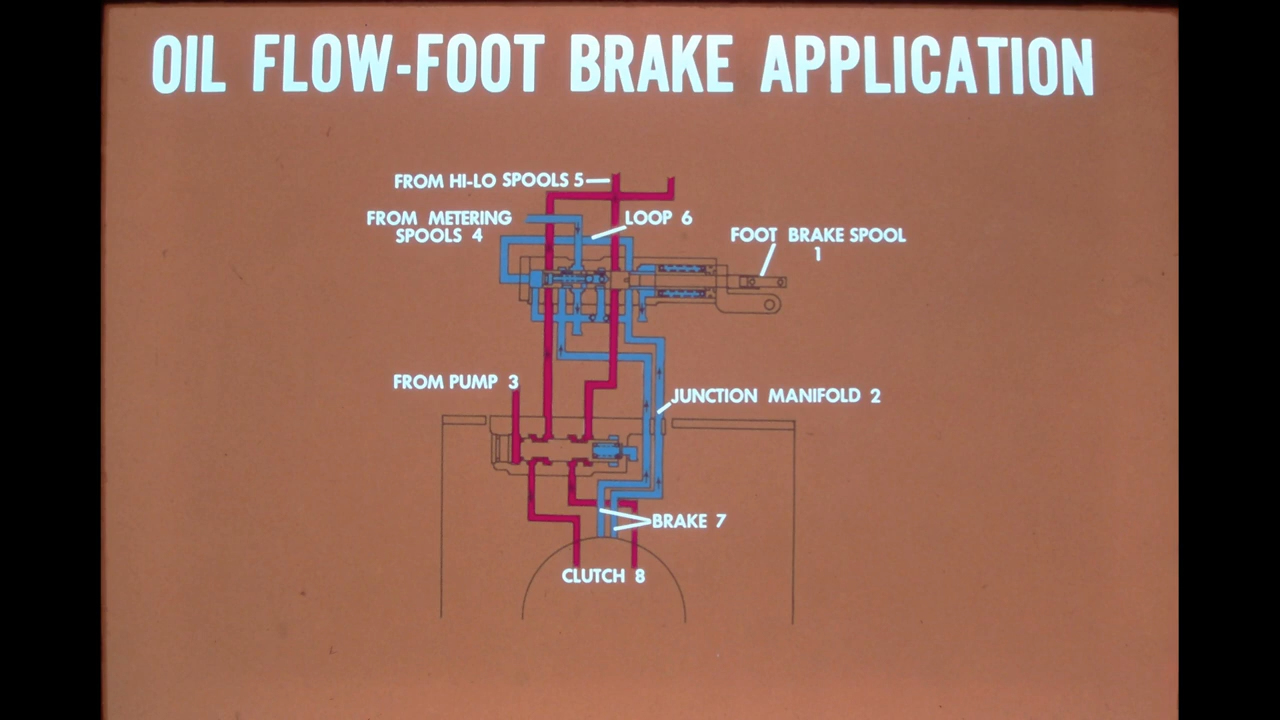 OIL FLOW-FOOT BRAKE APPLICATION
FROM HI-LO SPOOLS 5
FROM METERING
SPOOLS 4
LOOP 6
FOOT BRAKE SPOOL
1
FROM PUMP 3
JUNCTION MANIFOLD 2
BRAKE 7
CLUTCH 8